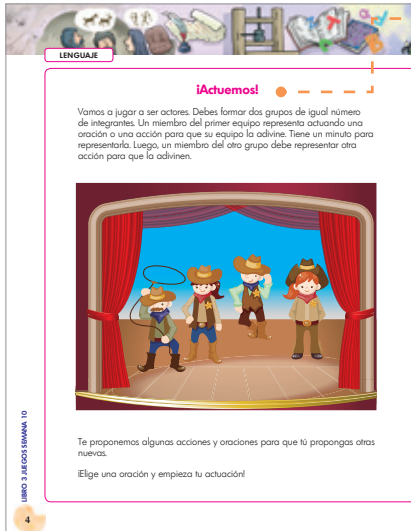 LENGUAJE
¡Actuemos!
Vamos a jugar a ser actores. Debes formar dos grupos de igual número
de integrantes. Un miembro del primer equipo representa actuando una
oración o una acción para que su equipo la adivine. Tiene un minuto para
representarla. Luego, un miembro del otro grupo debe representar otra
acción para que la adivinen.
Te proponemos algunas acciones y oraciones para que tú propongas otras
nuevas.
¡Elige una oración y empieza tu actuación!
LIBRO 3 JUEGOS SEMANA 10
4